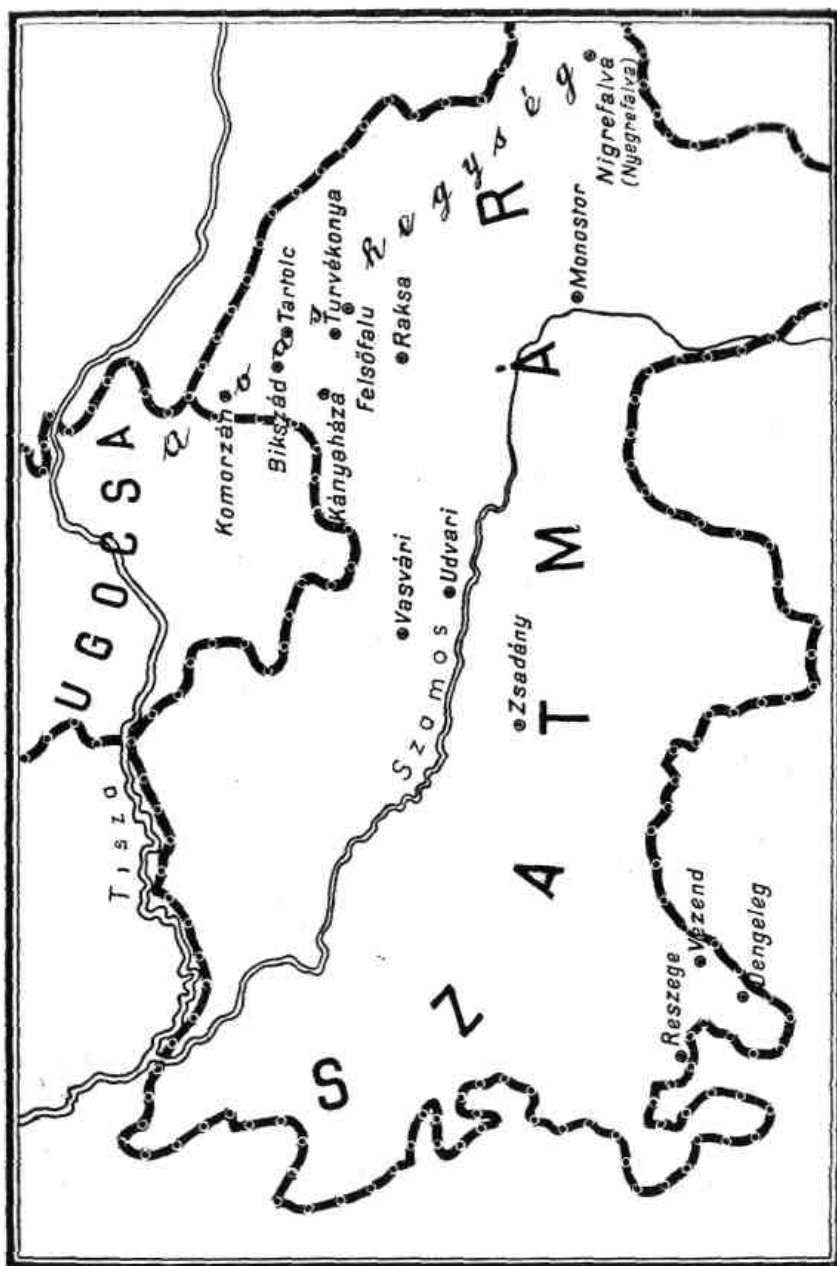 UGOCSA
SZATMÁR
Tisza
Szamos
hegység
Komorzán
Bikszád
Tartolc
Kányaháza
Turvékonya
Felsőfalu
Raksa
Vasvári
Udvari
Zsadány
Monostor
Nigrefalva
(Nyegrefalva)
Reszege
Vezend
Dengeleg